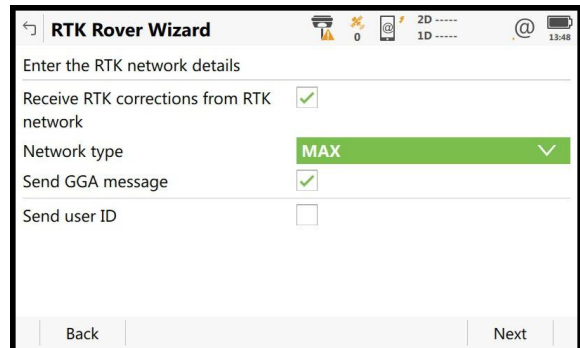 RTK Rover Wizard
0
@
2D -----
1D -----
@
13:48
Enter the RTK network details
Receive RTK corrections from RTK
network
Network type
MAX
Send GGA message
Send user ID
Back
Next